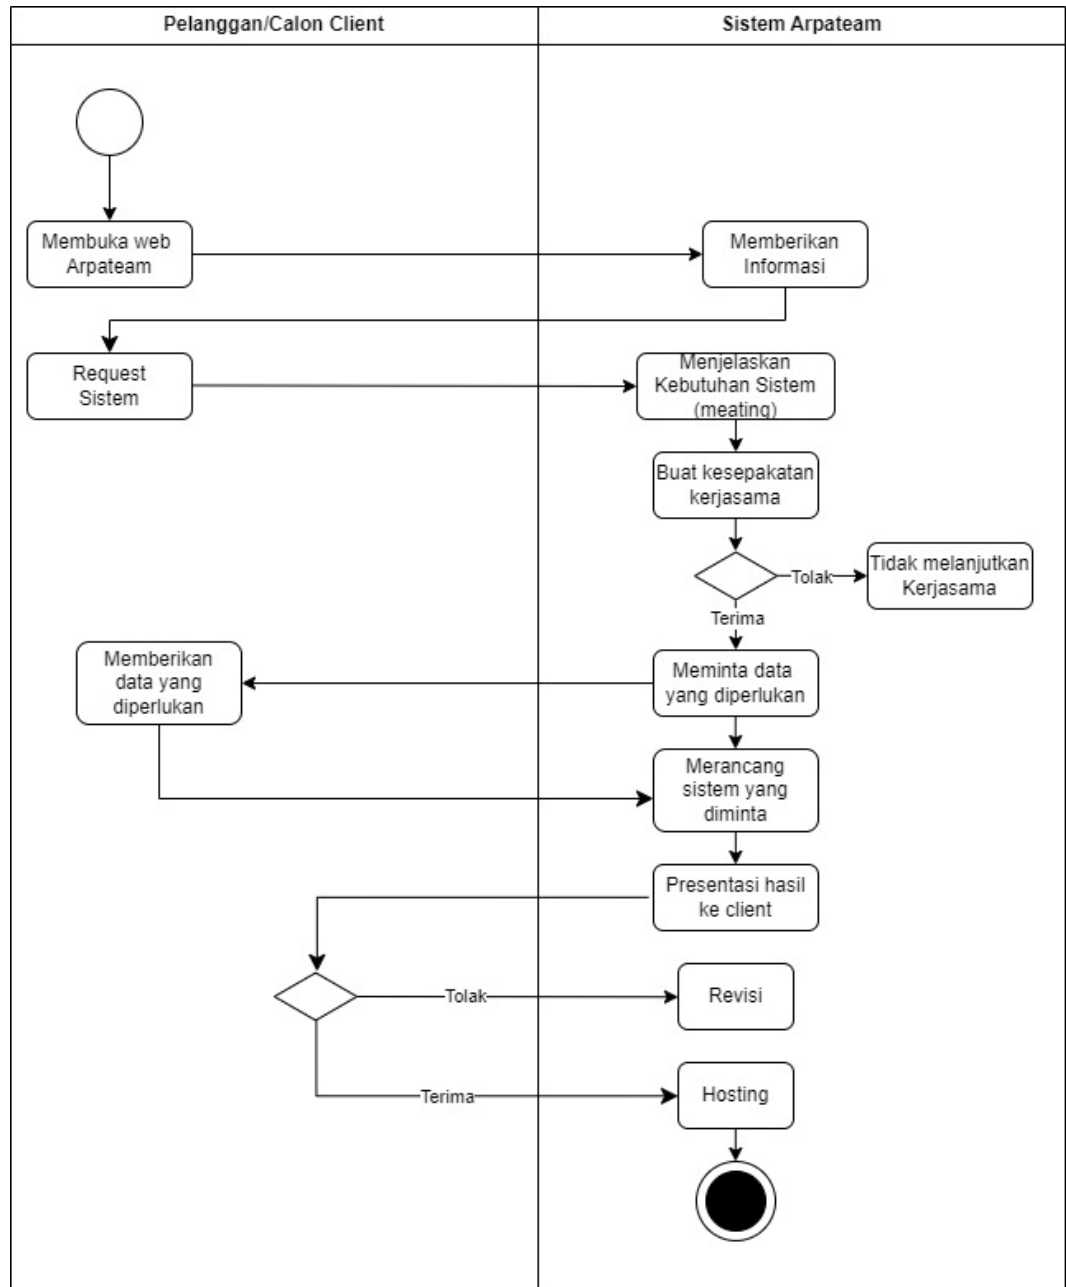 Pelanggan/Calon Client
Sistem Arpateam
Membuka web
Arpateam
Memberikan
Informasi
Request
Sistem
Menjelaskan
Kebutuhan Sistem
(meating)
Buat kesepakatan
kerjasama
Tolak
Tidak melanjutkan
Kerjasama
Terima
Memberikan
data yang
diperlukan
Meminta data
yang diperlukan
Merancang
sistem yang
diminta
Presentasi hasil
ke client
Tolak
Revisi
Terima
Hosting